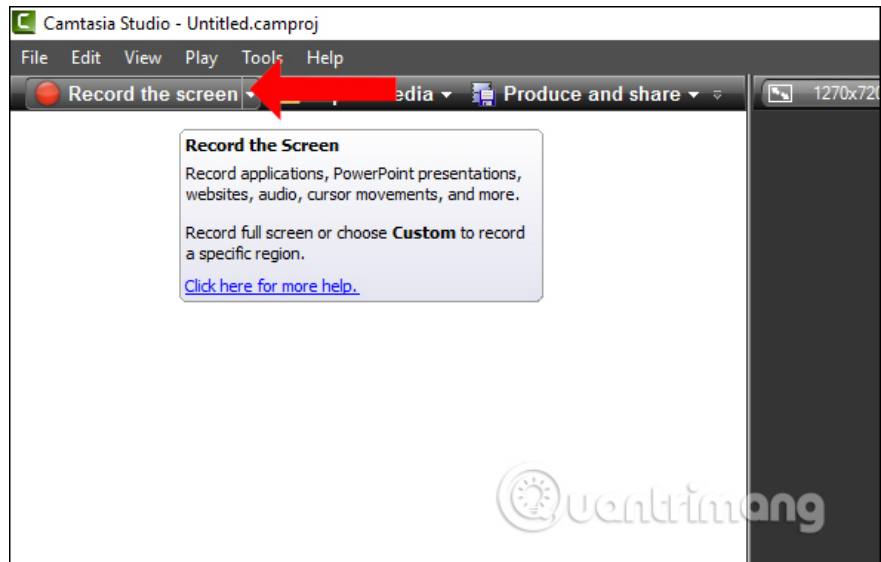 Camtasia Studio - Untitled.camproj
File Edit View Play Tools Help
Record the screen edia Produce and share 1270x720
Record the Screen
Record applications, PowerPoint presentations,
websites, audio, cursor movements, and more.
Record full screen or choose Custom to record
a specific region.
Click here for more help.
Quantrimang